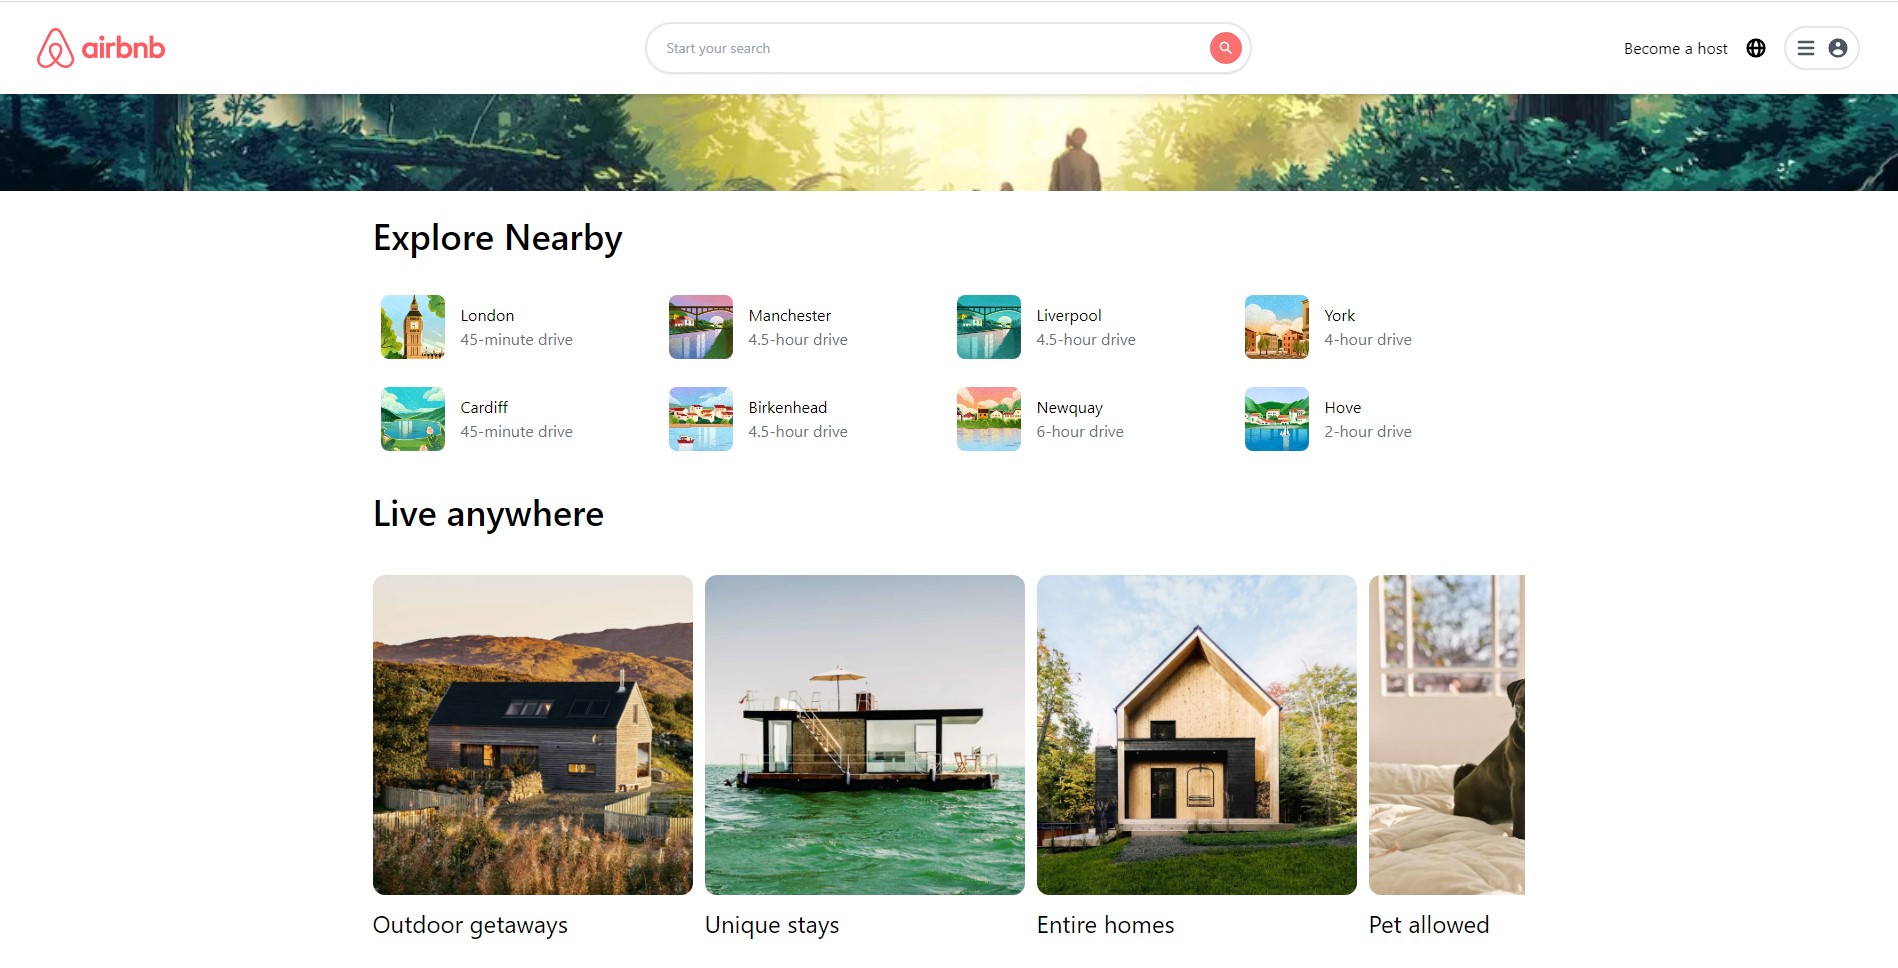 airbnb
Start your search
Become a host
Explore Nearby
London
45-minute drive
Manchester
4.5-hour drive
Liverpool
4.5-hour drive
York
4-hour drive
Cardiff
45-minute drive
Birkenhead
4.5-hour drive
Newquay
6-hour drive
Hove
2-hour drive
Live anywhere
Outdoor getaways
Unique stays
Entire homes
Pet allowed